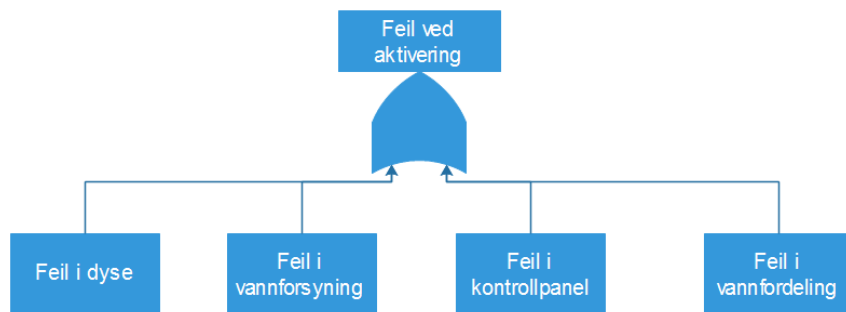 Feil ved
aktivering
Feil i dyse
Feil i
vannforsyning
Feil i
kontrollpanel
Feil i
vannfordeling